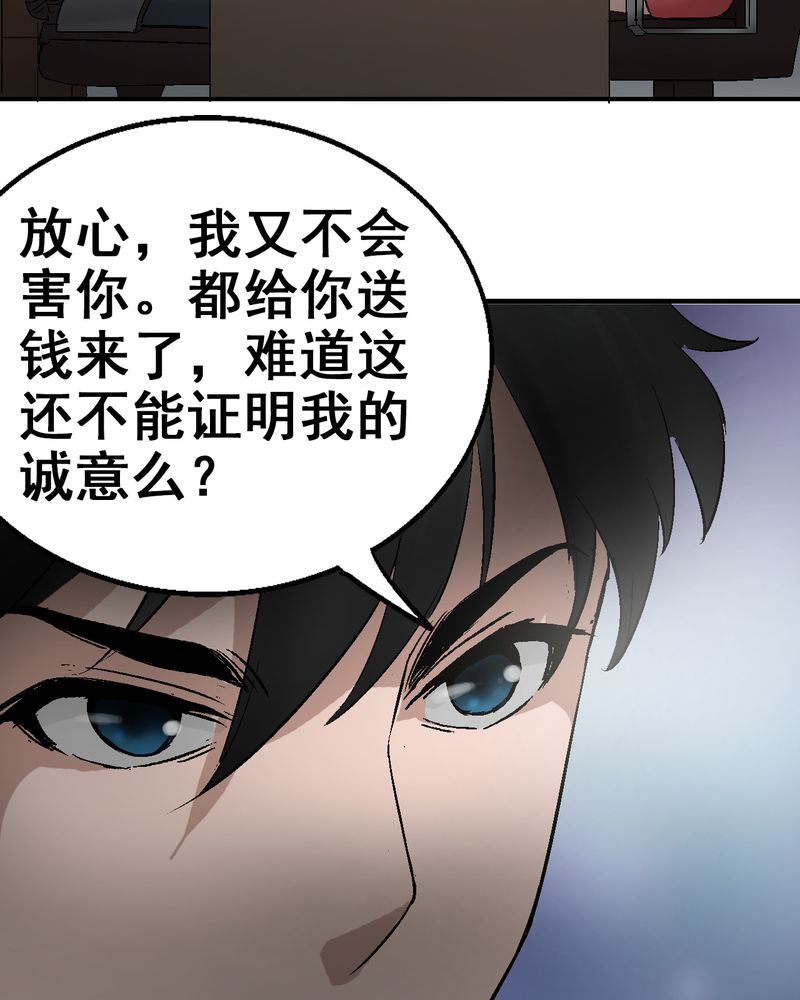 放心，我又不会
害你。都给你送
钱来了，难道这
还不能证明我的
诚意么？